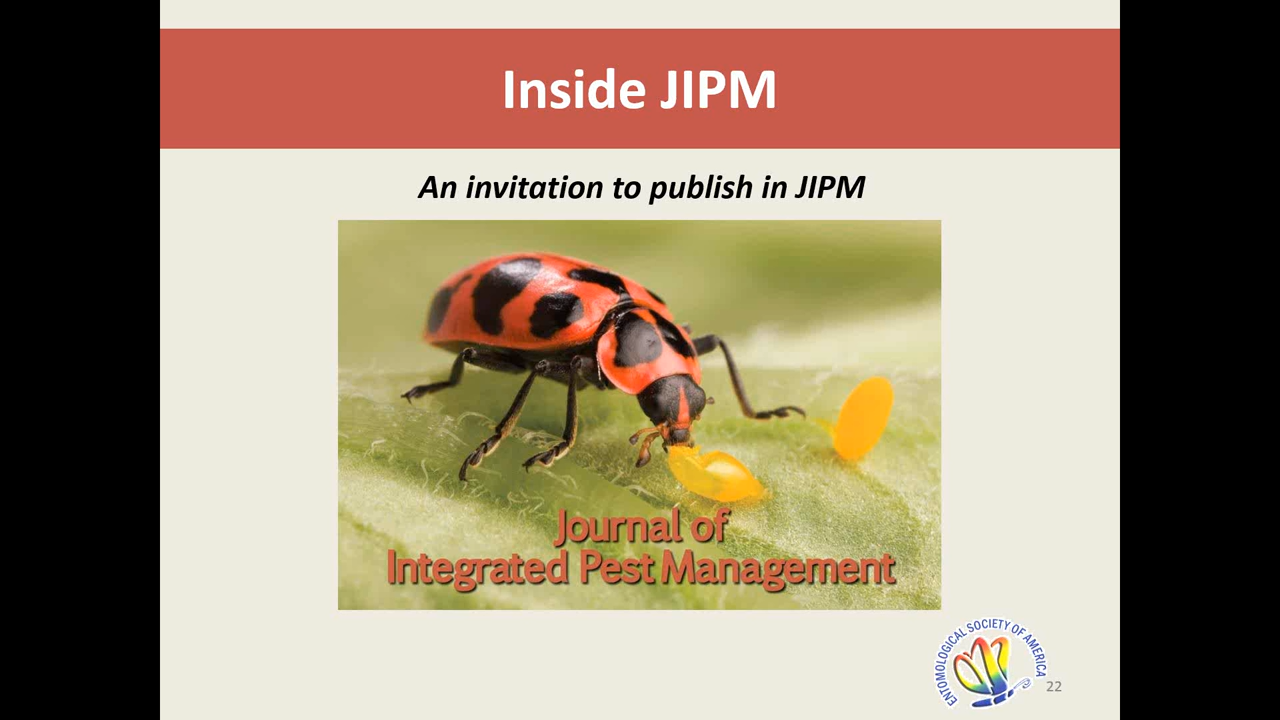 Inside JIPM
An invitation to publish in JIPM
Journal of
Integrated Pest Management
ENTOMOLOGICAL SOCIETY OF AMERICA
22